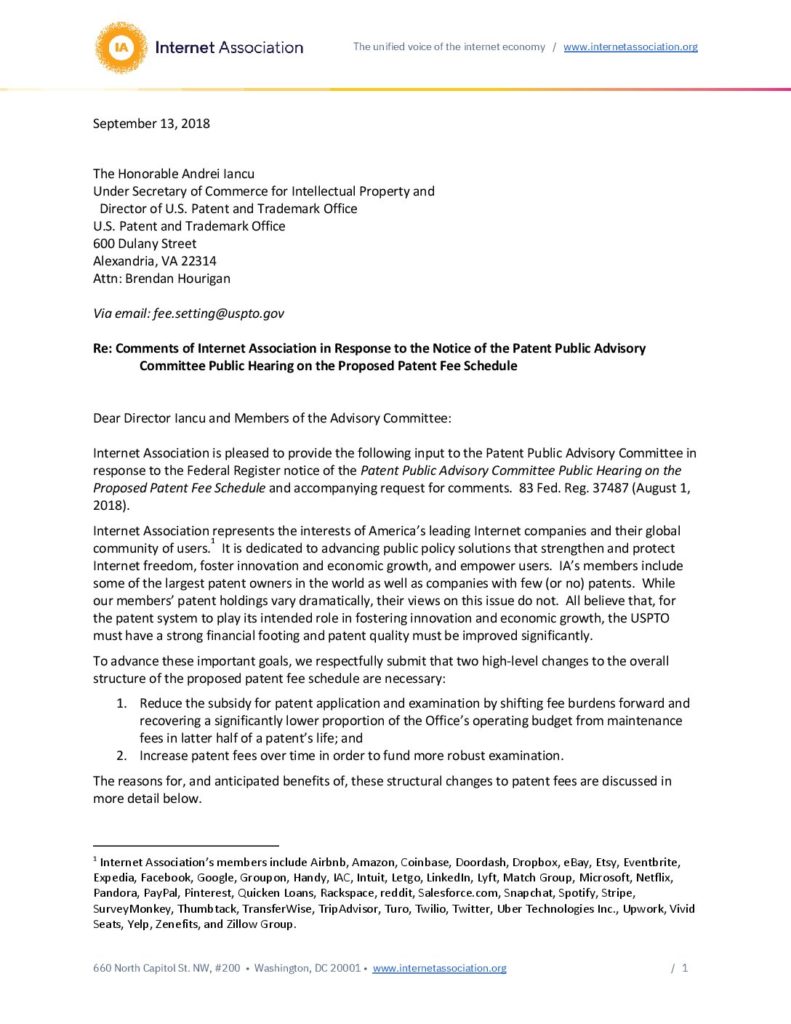 IA Internet Association The unified voice of the internet economy / www.internetassociation.org
September 13, 2018
The Honorable Andrei Iancu
Under Secretary of Commerce for Intellectual Property and
Director of U.S. Patent and Trademark Office
U.S. Patent and Trademark Office
600 Dulany Street
Alexandria, VA 22314
Attn: Brendan Hourigan
Via email: fee.setting@uspto.gov
Re: Comments of Internet Association in Response to the Notice of the Patent Public Advisory
Committee Public Hearing on the Proposed Patent Fee Schedule
Dear Director Iancu and Members of the Advisory Committee:
Internet Association is pleased to provide the following input to the Patent Public Advisory Committee in
response to the Federal Register notice of the Patent Public Advisory Committee Public Hearing on the
Proposed Patent Fee Schedule and accompanying request for comments. 83 Fed. Reg. 37487 (August 1,
2018).
Internet Association represents the interests of America's leading Internet companies and their global
community of users.1 It is dedicated to advancing public policy solutions that strengthen and protect
Internet freedom, foster innovation and economic growth, and empower users. IA's members include
some of the largest patent owners in the world as well as companies with few (or no) patents. While
our members' patent holdings vary dramatically, their views on this issue do not. All believe that, for
the patent system to play its intended role in fostering innovation and economic growth, the USPTO
must have a strong financial footing and patent quality must be improved significantly.
To advance these important goals, we respectfully submit that two high-level changes to the overall
structure of the proposed patent fee schedule are necessary:
1. Reduce the subsidy for patent application and examination by shifting fee burdens forward and
recovering a significantly lower proportion of the Office's operating budget from maintenance
fees in latter half of a patent's life; and
2. Increase patent fees over time in order to fund more robust examination.
The reasons for, and anticipated benefits of, these structural changes to patent fees are discussed in
more detail below.
1 Internet Association's members include Airbnb, Amazon, Coinbase, Doordash, Dropbox, eBay, Etsy, Eventbrite,
Expedia, Facebook, Google, Groupon, Handy, IAC, Intuit, Letgo, LinkedIn, Lyft, Match Group, Microsoft, Netflix,
Pandora, PayPal, Pinterest, Quicken Loans, Rackspace, reddit, Salesforce.com, Snapchat, Spotify, Stripe,
SurveyMonkey, Thumbtack, TransferWise, TripAdvisor, Turo, Twilio, Twitter, Uber Technologies Inc., Upwork, Vivid
Seats, Yelp, Zenefits, and Zillow Group.
660 North Capitol St. NW, #200 • Washington, DC 20001 • www.internetassociation.org / 1